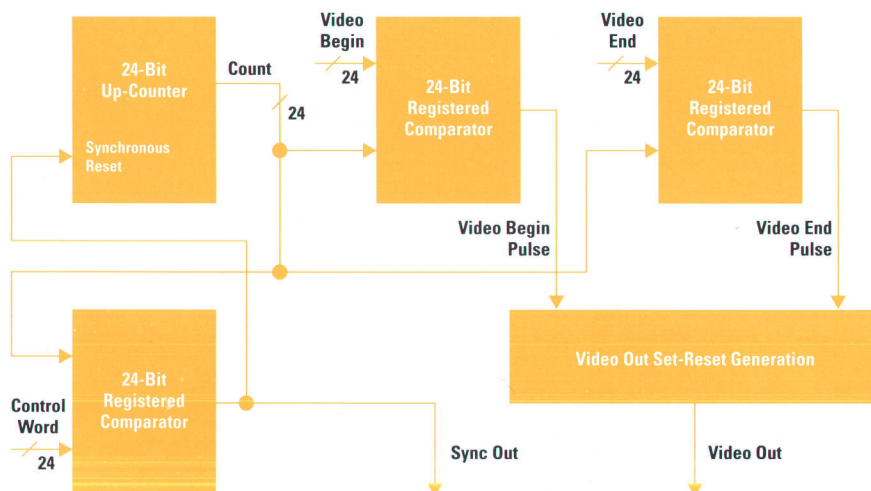 24-Bit
Up-Counter
Synchronous
Reset
Count
24
Video
Begin
24
24-Bit
Registered
Comparator
Video
End
24
24-Bit
Registered
Comparator
Video Begin
Pulse
Video End
Pulse
24-Bit
Registered
Comparator
Control
Word
24
Video Out Set-Reset Generation
Sync Out
Video Out